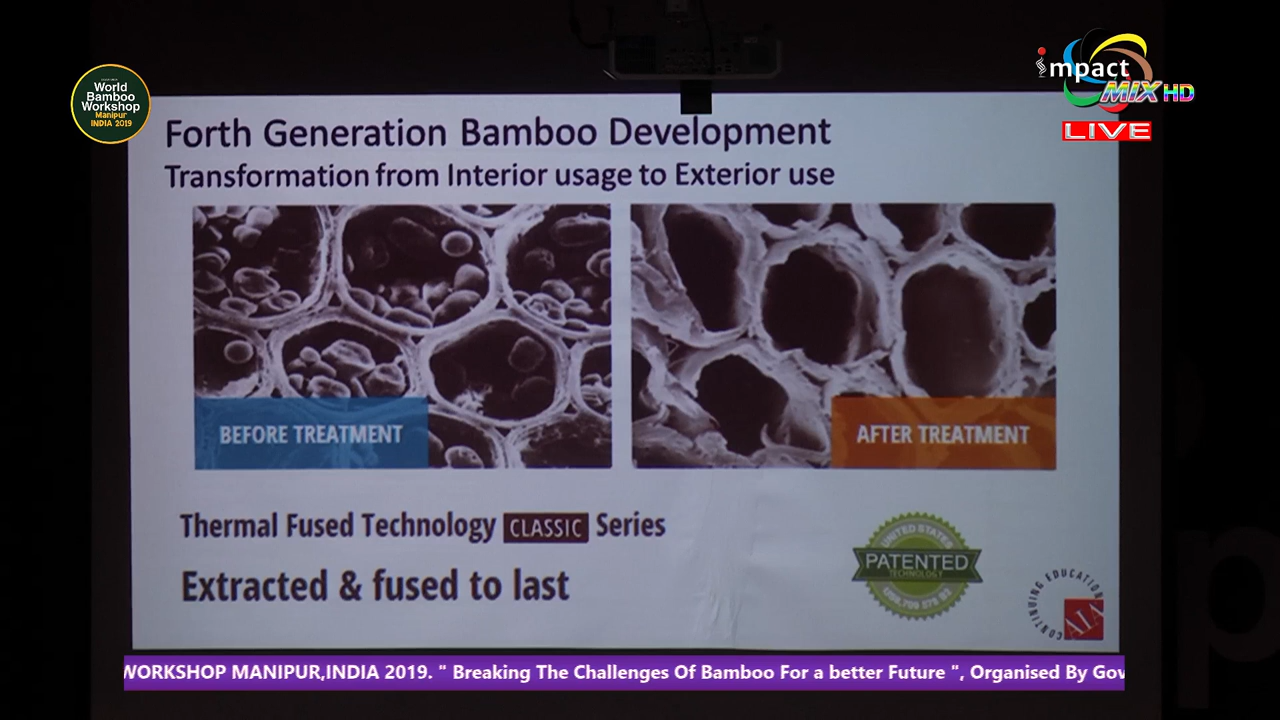 World
Bamboo
Workshop
Manipur
INDIA 2019
impact
MIX HD
LIVE
Forth Generation Bamboo Development
Transformation from Interior usage to Exterior use
BEFORE TREATMENT
AFTER TREATMENT
Thermal Fused Technology CLASSIC Series
Extracted & fused to last
UNITED STATES
PATENTED
TECHNOLOGY
CONTINUING EDUCATION
AIA
WORKSHOP MANIPUR,INDIA 2019. " Breaking The Challenges Of Bamboo For a better Future ", Organised By Gov